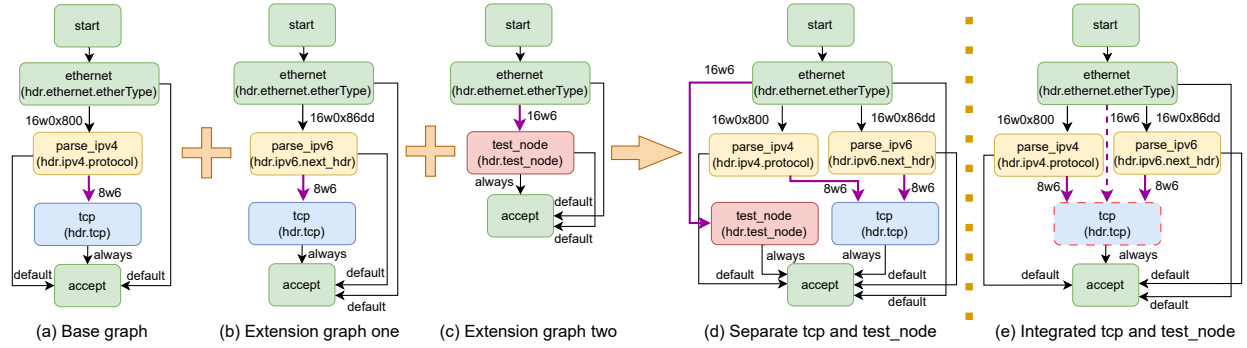 start
ethernet
(hdr.ethernet.etherType)
16w0x800
parse_ipv4
(hdr.ipv4.protocol)
8w6
tcp
(hdr.tcp)
always
default
default
accept
(a) Base graph
start
ethernet
(hdr.ethernet.etherType)
16w0x86dd
parse_ipv6
(hdr.ipv6.next_hdr)
8w6
tcp
(hdr.tcp)
always
default
accept
default
(b) Extension graph one
start
ethernet
(hdr.ethernet.etherType)
16w6
test_node
(hdr.test_node)
always
default
accept
default
(c) Extension graph two
start
16w6
ethernet
(hdr.ethernet.etherType)
16w0x800
16w0x86dd
parse_ipv4
(hdr.ipv4.protocol)
parse_ipv6
(hdr.ipv6.next_hdr)
8w6
8w6
test_node
(hdr.test_node)
tcp
(hdr.tcp)
always
always
default
default
accept
default
(d) Separate tcp and test_node
start
ethernet
(hdr.ethernet.etherType)
16w0x800
16w6
16w0x86dd
parse_ipv4
(hdr.ipv4.protocol)
parse_ipv6
(hdr.ipv6.next_hdr)
8w6
8w6
tcp
(hdr.tcp)
always
default
default
accept
default
(e) Integrated tcp and test_node